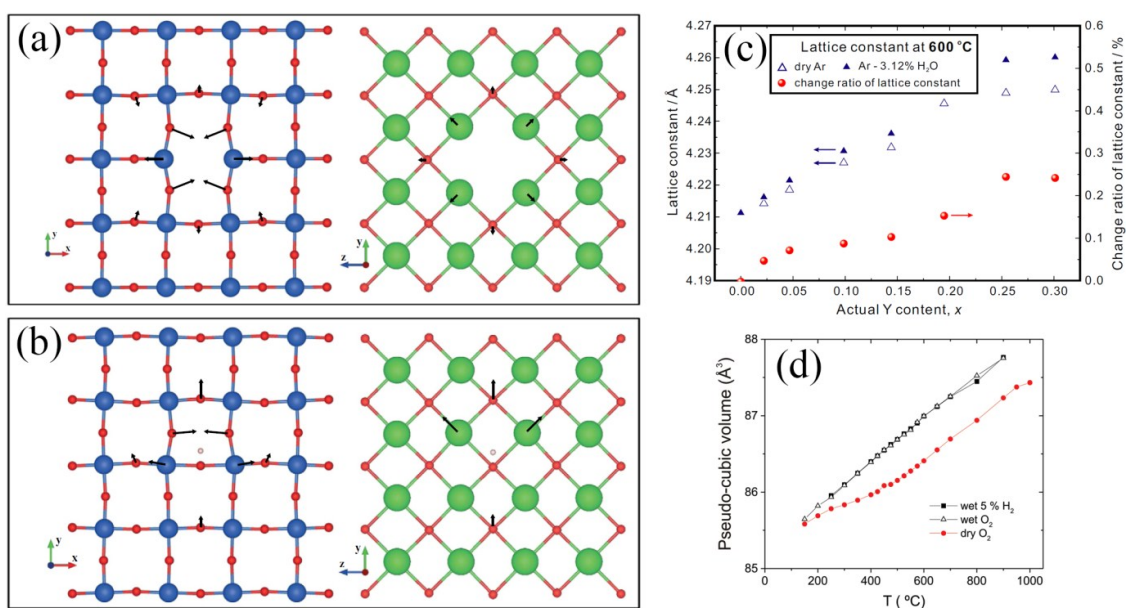 (a)
y
x
y
z
(b)
y
x
y
z
(c)
Lattice constant at 600 °C
dry Ar Ar - 3.12% H₂O
change ratio of lattice constant
Lattice constant / Å
4.27
4.26
4.25
4.24
4.23
4.22
4.21
4.20
4.19
0.6
0.5
0.4
0.3
0.2
0.1
0.0
Change ratio of lattice constant / %
0.00 0.05 0.10 0.15 0.20 0.25 0.30
Actual Y content, x
(d)
Pseudo-cubic volume (Å³)
88
87
86
85
wet 5 % H₂
wet O₂
dry O₂
0 200 400 600 800 1000
T ( °C)